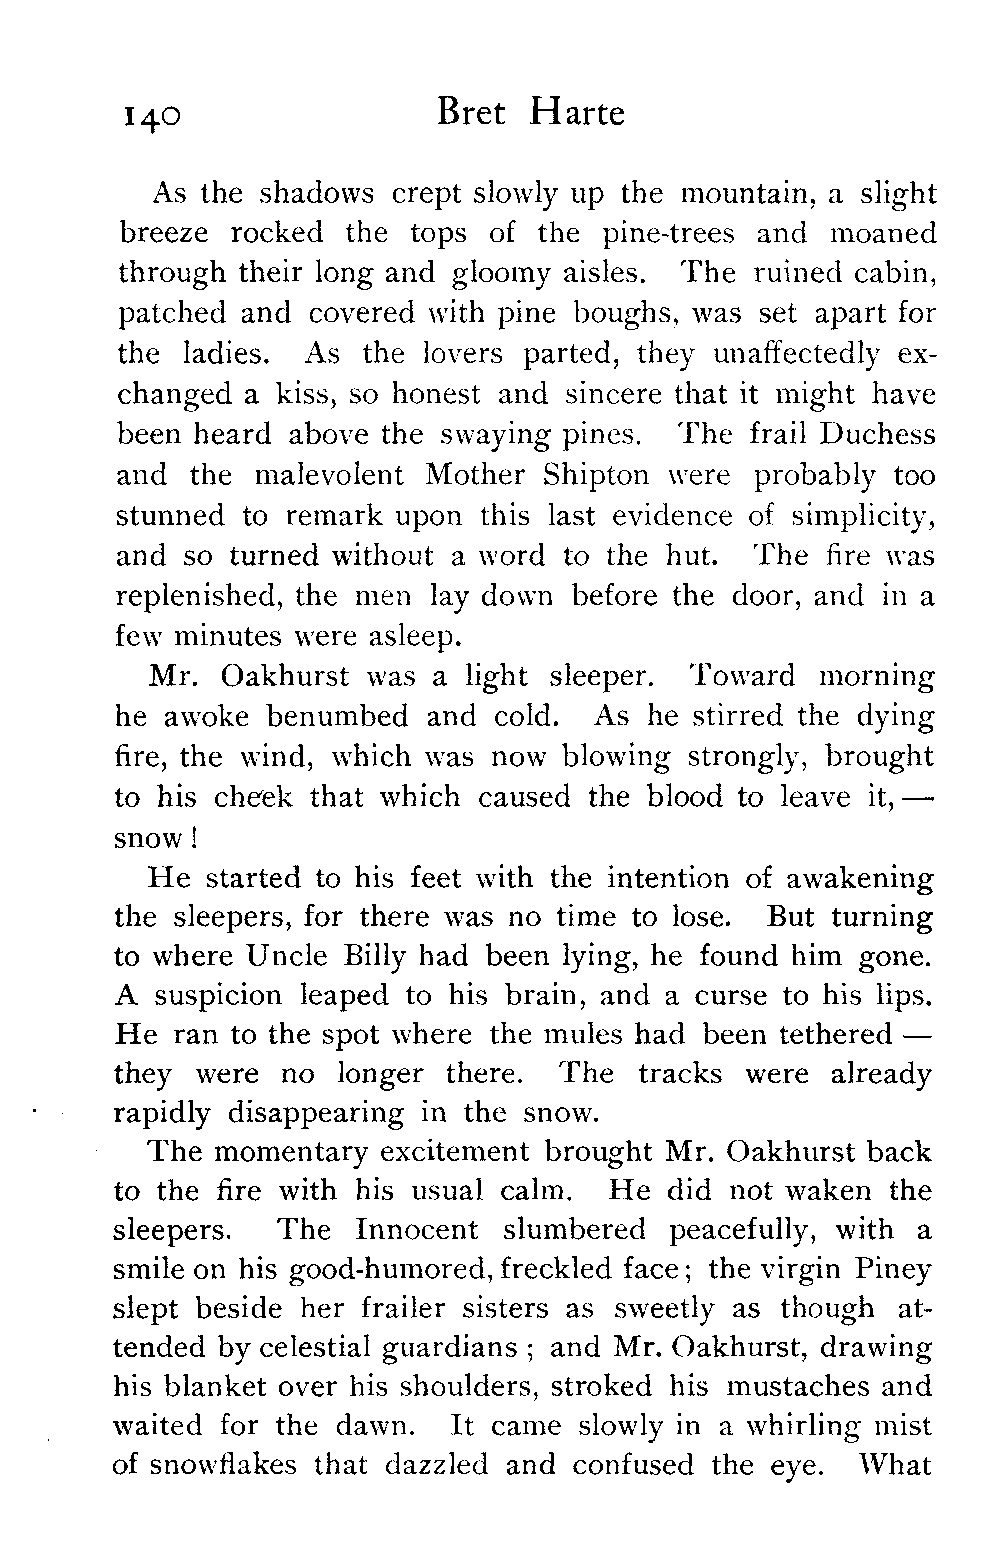 140 Bret Harte
As the shadows crept slowly up the mountain, a slight
breeze rocked the tops of the pine-trees and moaned
through their long and gloomy aisles. The ruined cabin,
patched and covered with pine boughs, was set apart for
the ladies. As the lovers parted, they unaffectedly ex-
changed a kiss, so honest and sincere that it might have
been heard above the swaying pines. The frail Duchess
and the malevolent Mother Shipton were probably too
stunned to remark upon this last evidence of simplicity,
and so turned without a word to the hut. The fire was
replenished, the men lay down before the door, and in a
few minutes were asleep.
Mr. Oakhurst was a light sleeper. Toward morning
he awoke benumbed and cold. As he stirred the dying
fire, the wind, which was now blowing strongly, brought
to his cheek that which caused the blood to leave it, —
snow !
He started to his feet with the intention of awakening
the sleepers, for there was no time to lose. But turning
to where Uncle Billy had been lying, he found him gone.
A suspicion leaped to his brain, and a curse to his lips.
He ran to the spot where the mules had been tethered —
they were no longer there. The tracks were already
rapidly disappearing in the snow.
The momentary excitement brought Mr. Oakhurst back
to the fire with his usual calm. He did not waken the
sleepers. The Innocent slumbered peacefully, with a
smile on his good-humored, freckled face ; the virgin Piney
slept beside her frailer sisters as sweetly as though at-
tended by celestial guardians ; and Mr. Oakhurst, drawing
his blanket over his shoulders, stroked his mustaches and
waited for the dawn. It came slowly in a whirling mist
of snowflakes that dazzled and confused the eye. What